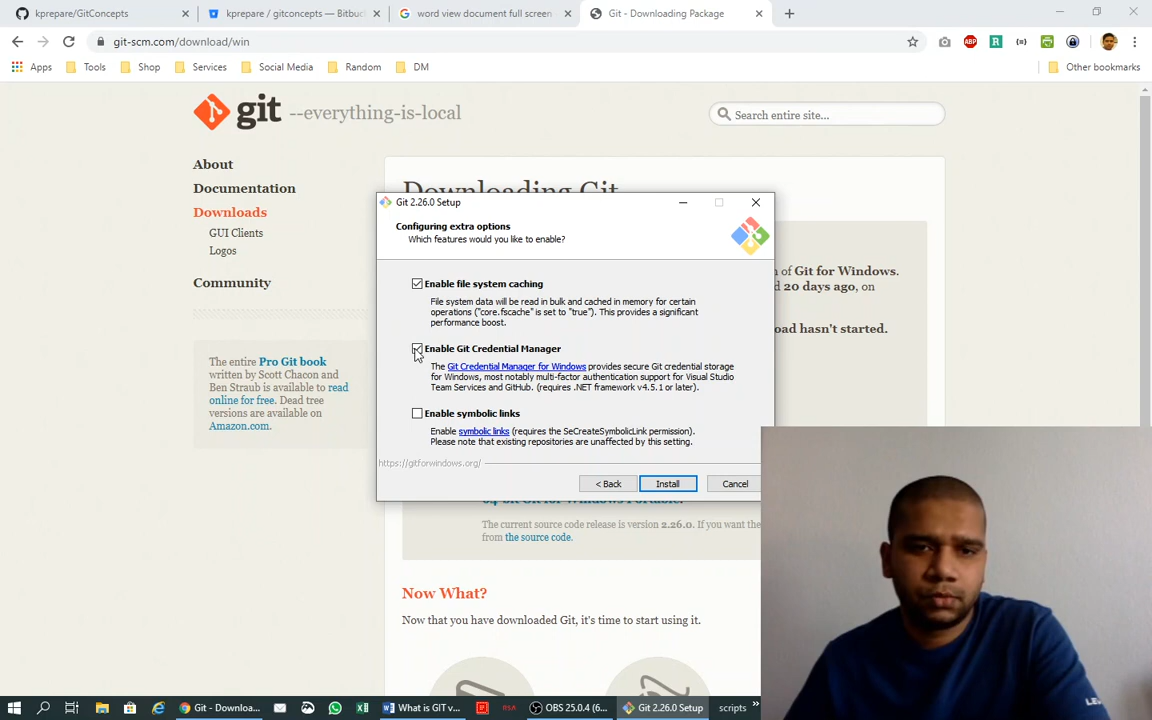 kprepare/GitConcepts
kprepare / gitconcepts — Bitbuc
word view document full screen
Git - Downloading Package
git-scm.com/download/win
ABP
R
Apps
Tools
Shop
Services
Social Media
Random
DM
Other bookmarks
git --everything-is-local
Search entire site...
About
Documentation
Downloads
GUI Clients
Logos
Community
The entire Pro Git book
written by Scott Chacon and
Ben Straub is available to read
online for free. Dead tree
versions are available on
Amazon.com.
Downloading Git
of Git for Windows.
20 days ago, on
oad hasn't started.
Git 2.26.0 Setup
Configuring extra options
Which features would you like to enable?
Enable file system caching
File system data will be read in bulk and cached in memory for certain
operations ("core.fscache" is set to "true"). This provides a significant
performance boost.
Enable Git Credential Manager
The Git Credential Manager for Windows provides secure Git credential storage
for Windows, most notably multi-factor authentication support for Visual Studio
Team Services and GitHub. (requires .NET framework v4.5.1 or later).
Enable symbolic links
Enable symbolic links (requires the SeCreateSymbolicLink permission).
Please note that existing repositories are unaffected by this setting.
https://gitforwindows.org/
< Back
Install
Cancel
The current source code release is version 2.26.0. If you want the
from the source code.
Now What?
Now that you have downloaded Git, it's time to start using it.
Git - Downloa...
What is GIT v...
RSA
OBS 25.0.4 (6...
Git 2.26.0 Setup
scripts